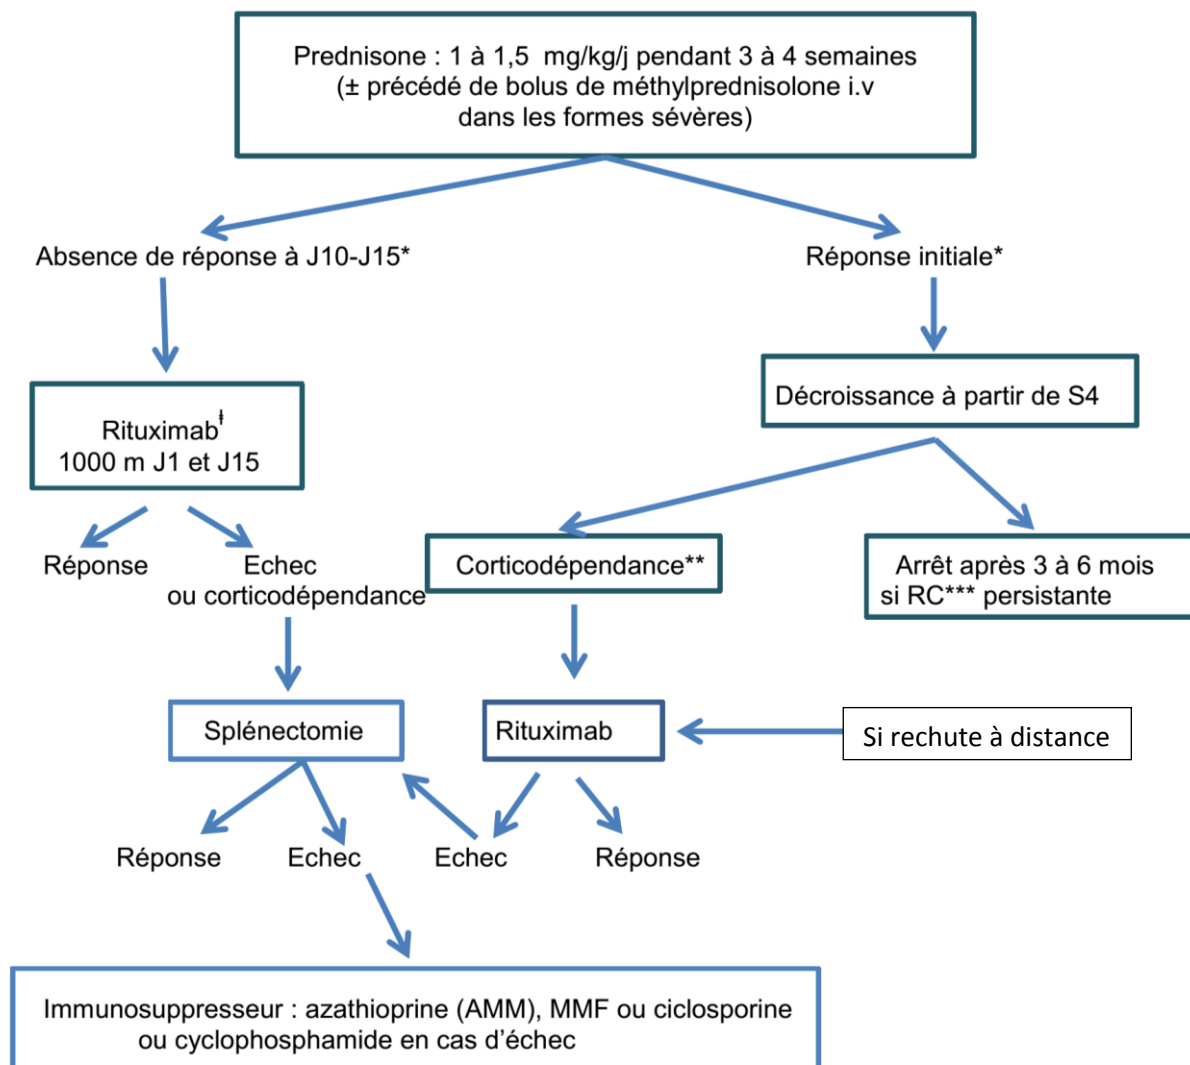 Prednisone : 1 à 1,5 mg/kg/j pendant 3 à 4 semaines
(± précédé de bolus de méthylprednisolone i.v
dans les formes sévères)
Absence de réponse à J10-J15*
Réponse initiale*
Décroissance à partir de S4
Rituximabǂ
1000 m J1 et J15
Réponse
Echec
ou corticodépendance
Corticodépendance**
Arrêt après 3 à 6 mois
si RC*** persistante
Splénectomie
Rituximab
Si rechute à distance
Réponse
Echec
Echec
Réponse
Immunosuppresseur : azathioprine (AMM), MMF ou ciclosporine
ou cyclophosphamide en cas d'échec